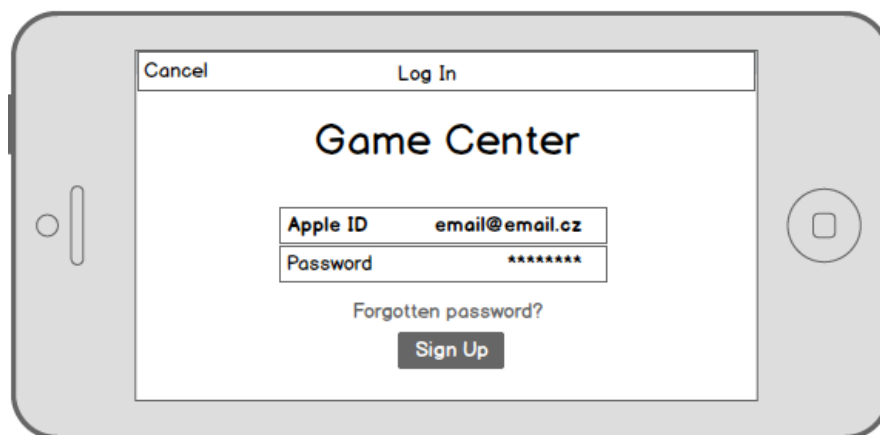 Cancel Log In
Game Center
Apple ID email@email.cz
Password ********
Forgotten password?
Sign Up